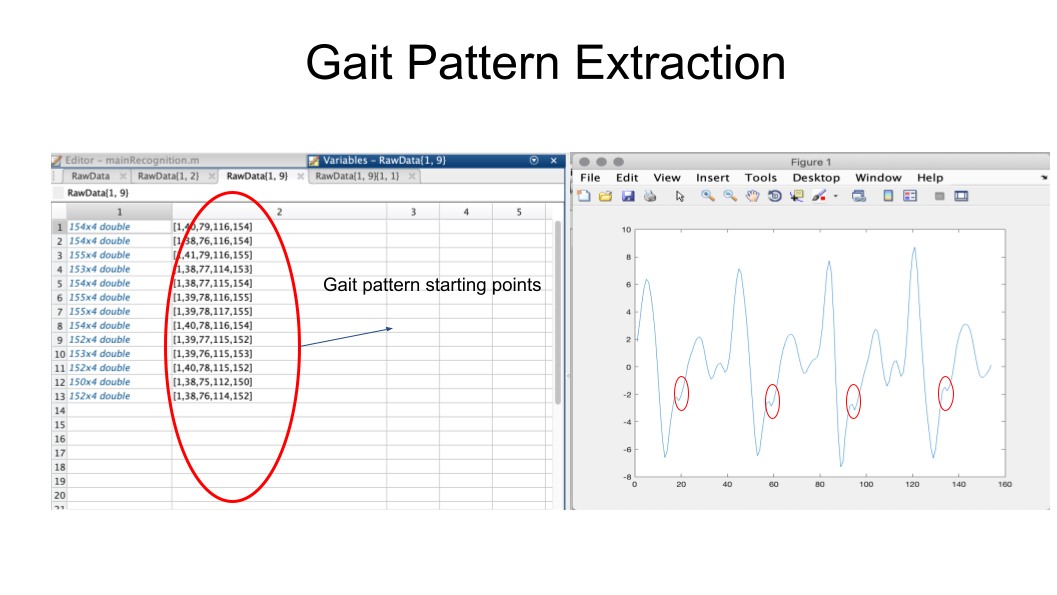 Gait Pattern Extraction
Editor – mainRecognition.m
Variables – RawData{1, 9}
RawData
RawData{1, 2}
RawData{1, 9}
RawData{1, 9}{1, 1}
RawData{1, 9}
1 2 3 4 5
1 154x4 double [1,40,79,116,154]
2 154x4 double [1,38,76,116,154]
3 155x4 double [1,41,79,116,155]
4 153x4 double [1,38,77,114,153]
5 154x4 double [1,38,77,115,154]
6 155x4 double [1,39,78,116,155]
7 155x4 double [1,39,78,117,155]
8 154x4 double [1,40,78,116,154]
9 152x4 double [1,39,77,115,152]
10 153x4 double [1,39,76,115,153]
11 152x4 double [1,40,78,115,152]
12 150x4 double [1,38,75,112,150]
13 152x4 double [1,38,76,114,152]
14
15
16
17
18
19
20
21
Gait pattern starting points
Figure 1
File Edit View Insert Tools Desktop Window Help
10
8
6
4
2
0
-2
-4
-6
-8
0 20 40 60 80 100 120 140 160